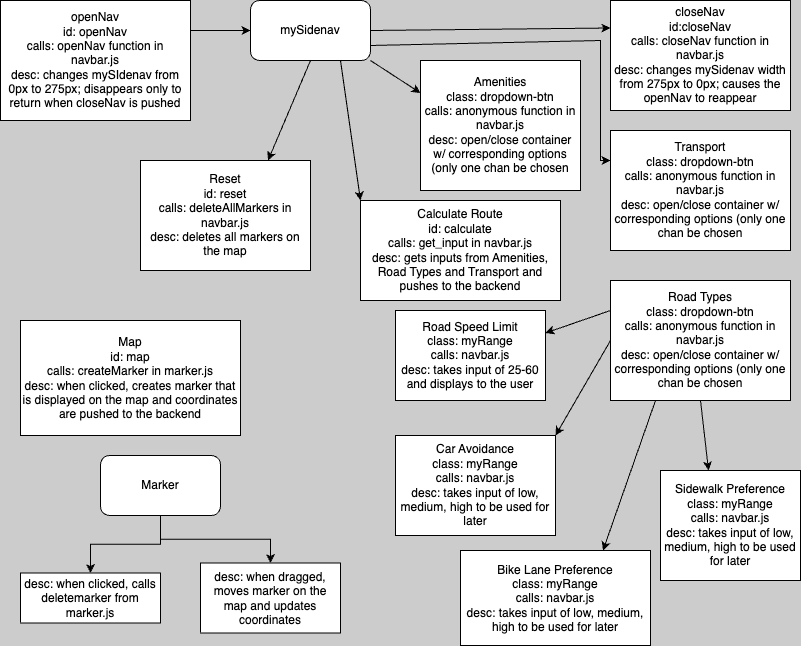 openNav
id: openNav
calls: openNav function in
navbar.js
desc: changes mySIdenav from
0px to 275px; disappears only to
return when closeNav is pushed
mySidenav
closeNav
id:closeNav
calls: closeNav function in
navbar.js
desc: changes mySidenav width
from 275px to 0px; causes the
openNav to reappear
Amenities
class: dropdown-btn
calls: anonymous function in
navbar.js
desc: open/close container
w/ corresponding options
(only one chan be chosen
Transport
class: dropdown-btn
calls: anonymous function in
navbar.js
desc: open/close container w/
corresponding options (only one
chan be chosen
Reset
id: reset
calls: deleteAllMarkers in
navbar.js
desc: deletes all markers on
the map
Calculate Route
id: calculate
calls: get_input in navbar.js
desc: gets inputs from Amenities,
Road Types and Transport and
pushes to the backend
Road Types
class: dropdown-btn
calls: anonymous function in
navbar.js
desc: open/close container w/
corresponding options (only one
chan be chosen
Road Speed Limit
class: myRange
calls: navbar.js
desc: takes input of 25-60
and displays to the user
Map
id: map
calls: createMarker in marker.js
desc: when clicked, creates marker that
is displayed on the map and coordinates
are pushed to the backend
Car Avoidance
class: myRange
calls: navbar.js
desc: takes input of low,
medium, high to be used for
later
Marker
Sidewalk Preference
class: myRange
calls: navbar.js
desc: takes input of low,
medium, high to be used
for later
Bike Lane Preference
class: myRange
calls: navbar.js
desc: takes input of low, medium,
high to be used for later
desc: when clicked, calls
deletemarker from
marker.js
desc: when dragged,
moves marker on the
map and updates
coordinates